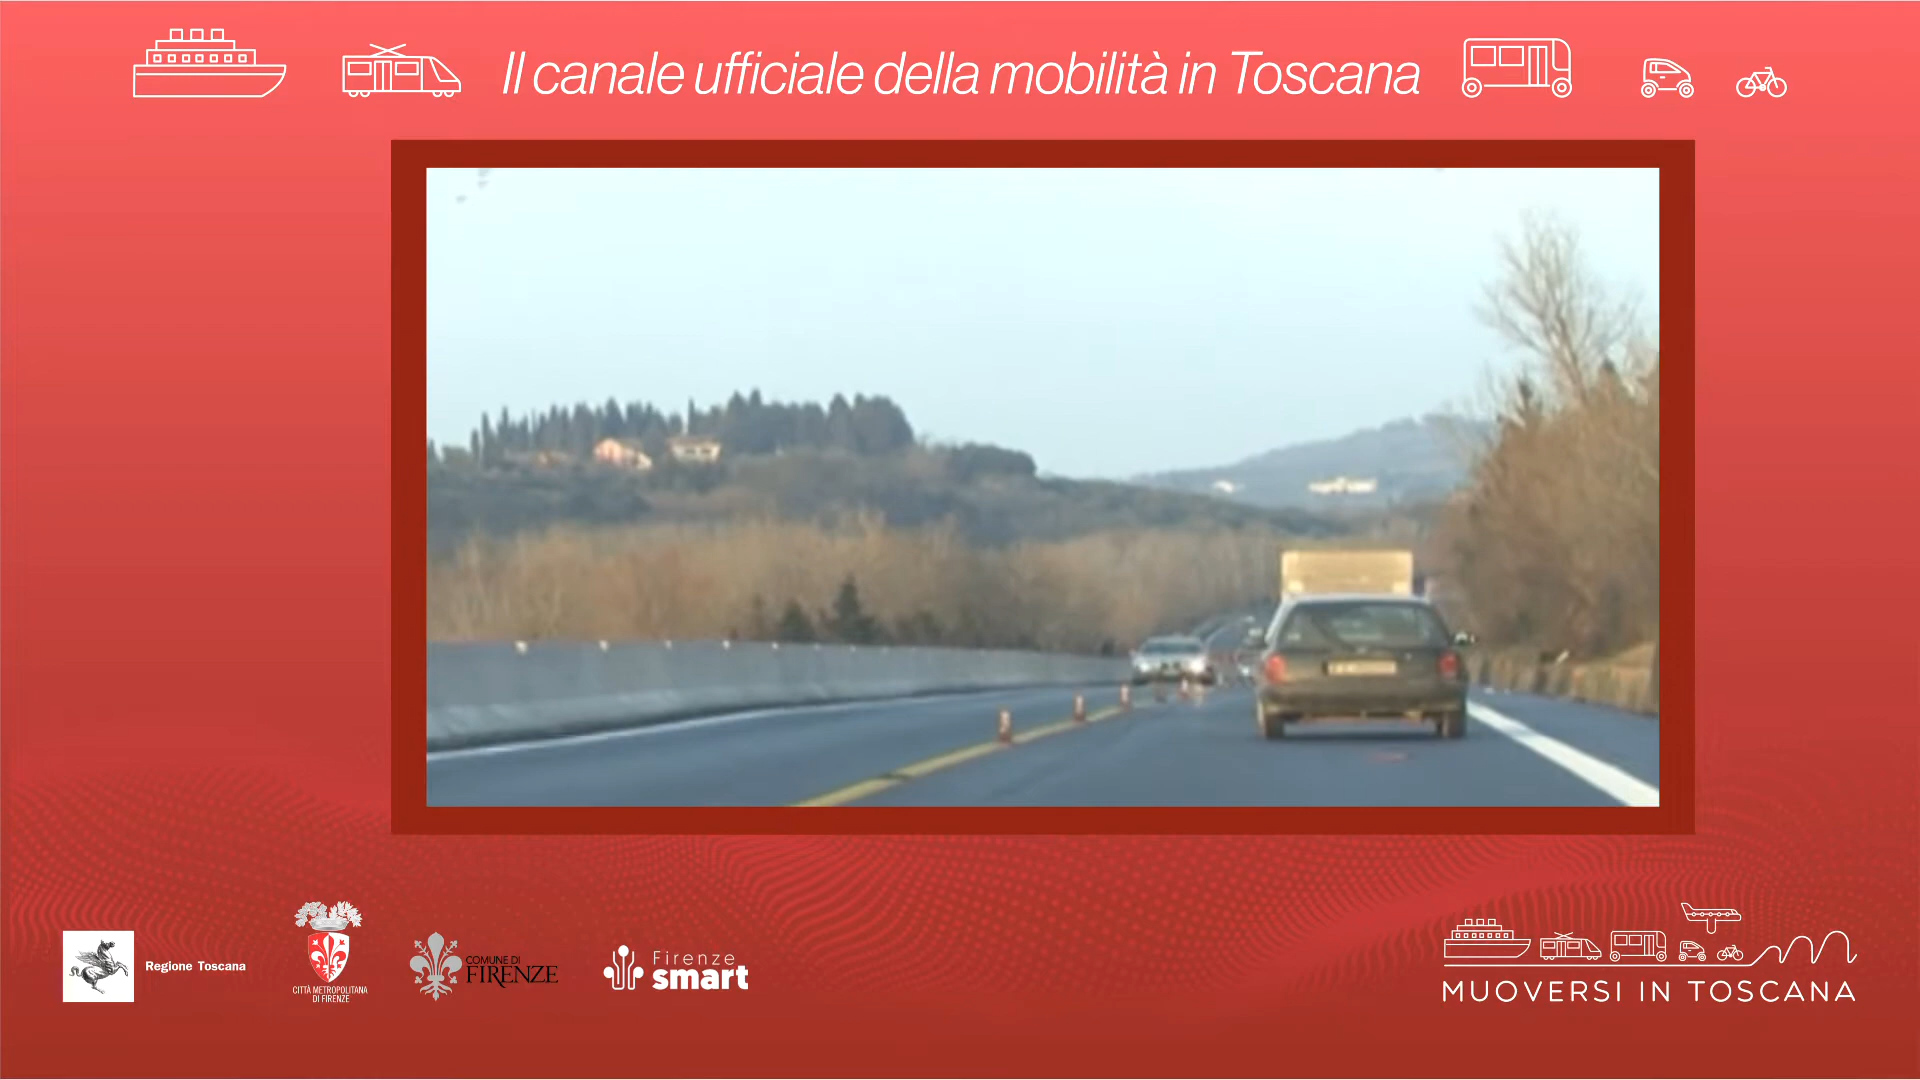 Il canale ufficiale della mobilità in Toscana
Regione Toscana
CITTÀ METROPOLITANA
DI FIRENZE
COMUNE DI
FIRENZE
Firenze
smart
MUOVERSI IN TOSCANA